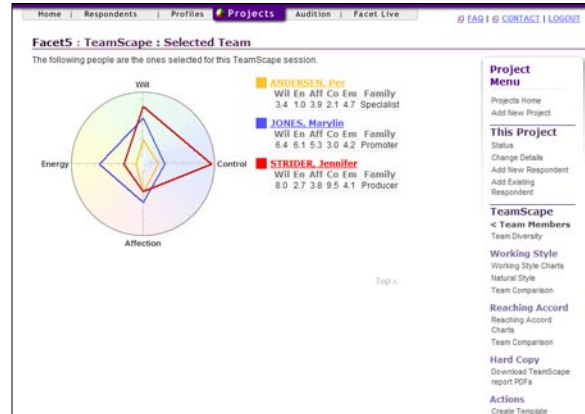 Home | Respondents | Profiles Projects Audition | Facet Live
FAQ | CONTACT | LOGOUT
Facet5 : TeamScape : Selected Team
The following people are the ones selected for this TeamScape session.
Will
Energy
Control
Affection
ANDERSEN, Per
Wil En Aff Co Em Family
3.4 1.0 3.9 2.1 4.7 Specialist
JONES, Marylin
Wil En Aff Co Em Family
6.4 6.1 5.3 3.0 4.2 Promoter
STRIDER, Jennifer
Wil En Aff Co Em Family
8.0 2.7 3.8 9.5 4.1 Producer
Top
Project
Menu
Projects Home
Add New Project
This Project
Status
Change Details
Add New Respondent
Add Existing
Respondent
TeamScape
< Team Members
Team Diversity
Working Style
Working Style Charts
Natural Style
Team Comparison
Reaching Accord
Reaching Accord
Charts
Team Comparison
Hard Copy
Download TeamScape
report PDFs
Actions
Create Template